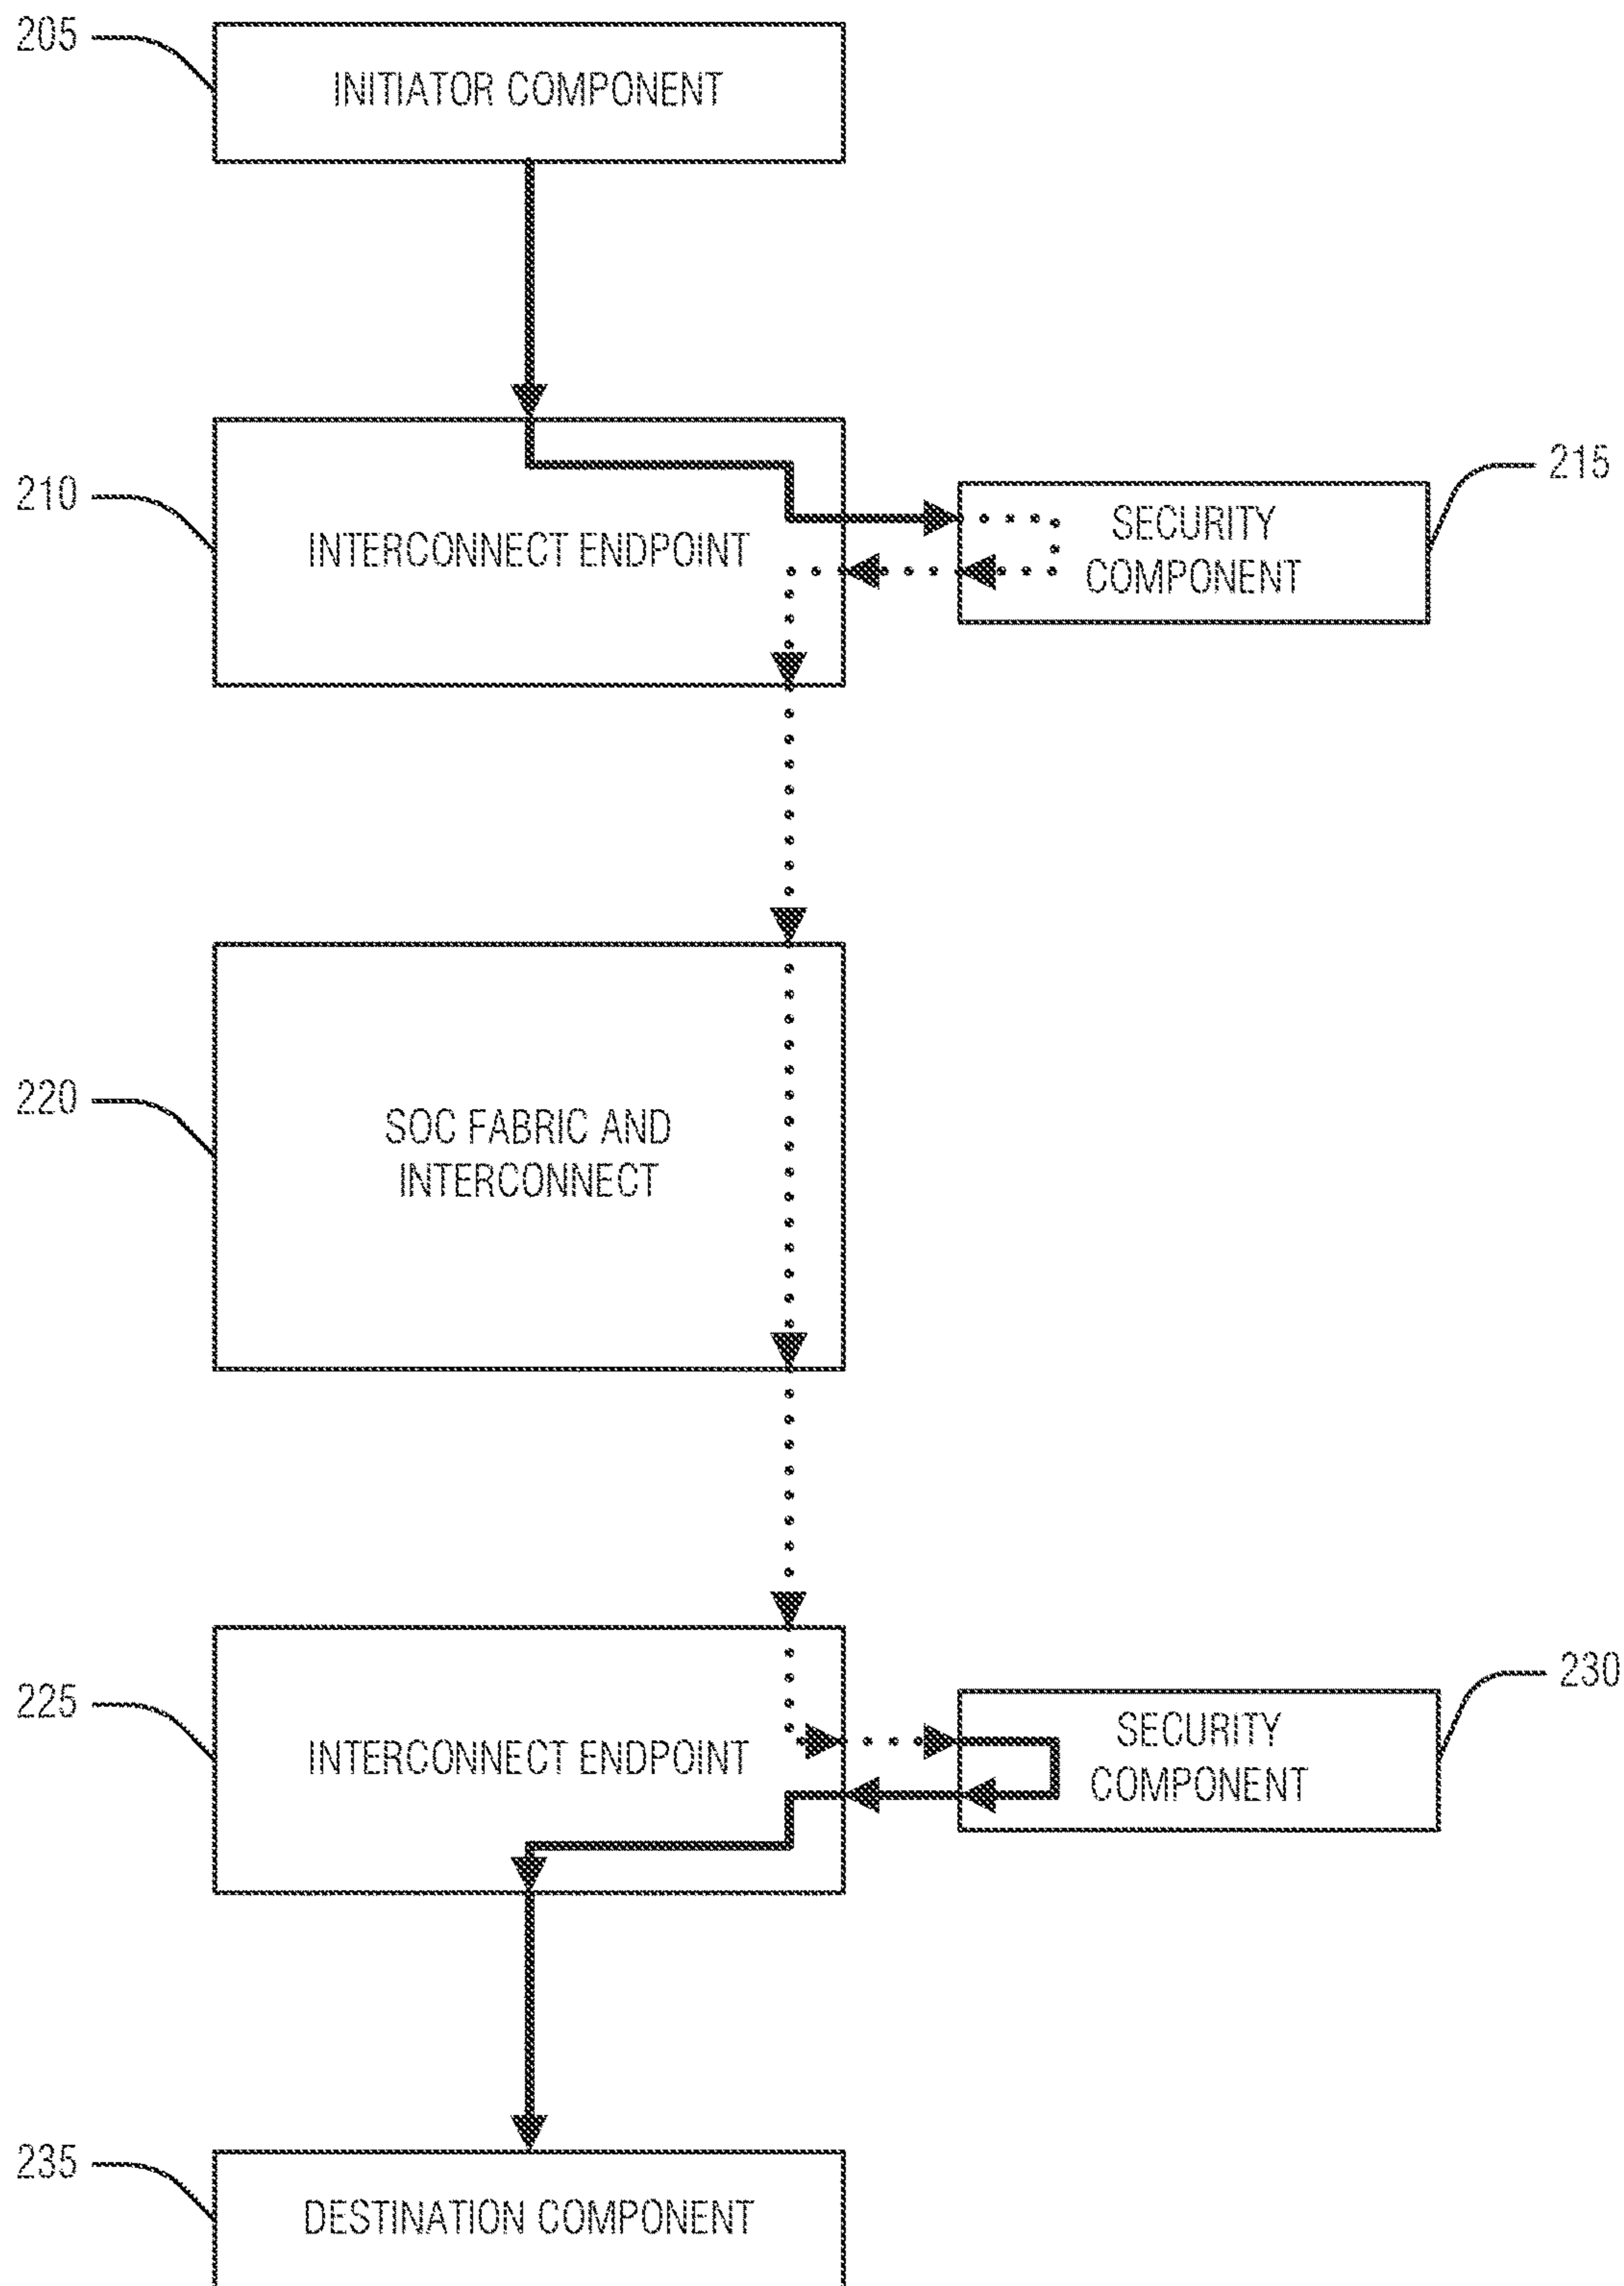 205
INITIATOR COMPONENT
210
INTERCONNECT ENDPOINT
215
SECURITY
COMPONENT
220
SOC FABRIC AND
INTERCONNECT
225
INTERCONNECT ENDPOINT
230
SECURITY
COMPONENT
235
DESTINATION COMPONENT